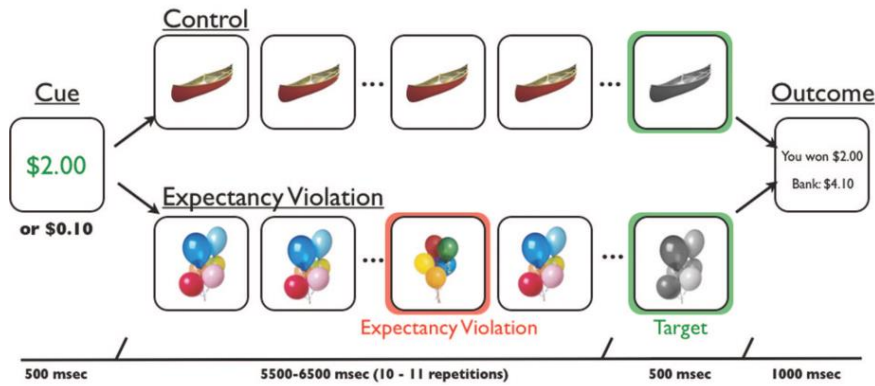 Control
Cue
$2.00
or $0.10
...
...
Outcome
You won $2.00
Bank: $4.10
Expectancy Violation
...
...
Expectancy Violation
Target
500 msec
5500-6500 msec (10 - 11 repetitions)
500 msec
1000 msec